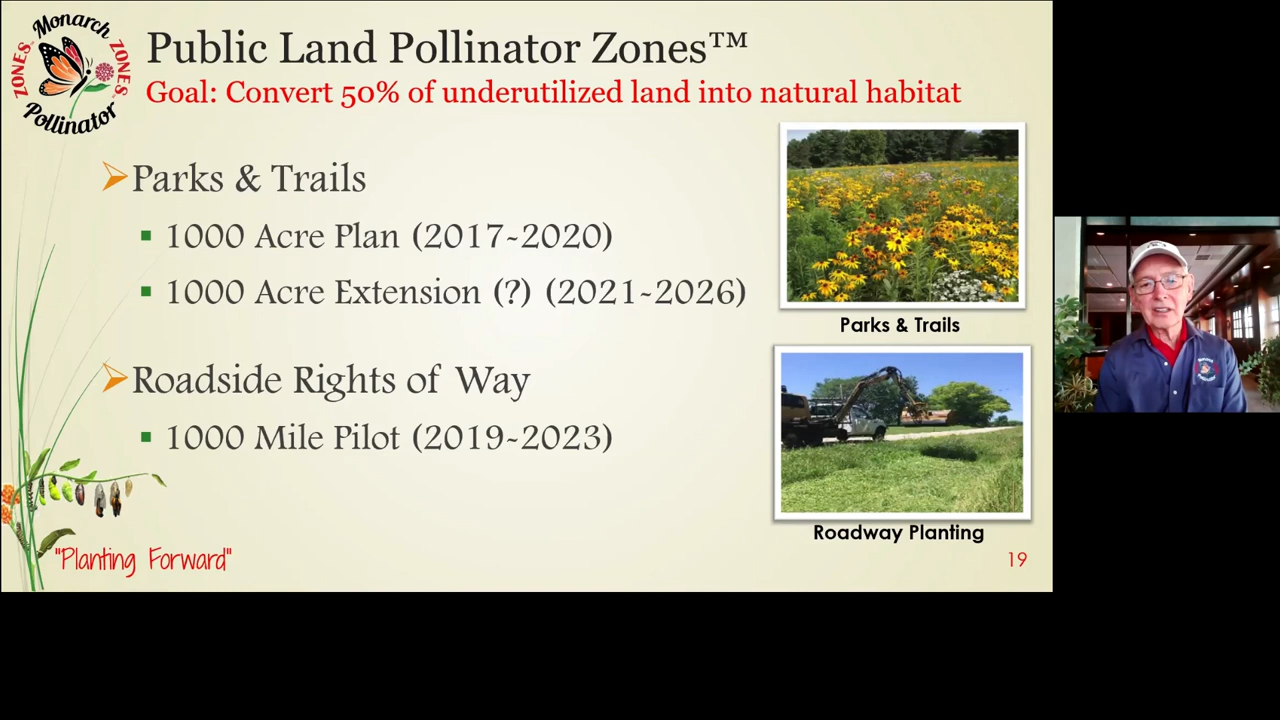 Monarch
ZONES
ZONES™
Pollinator
Public Land Pollinator Zones™
Goal: Convert 50% of underutilized land into natural habitat
Parks & Trails
1000 Acre Plan (2017-2020)
1000 Acre Extension (?) (2021-2026)
Roadside Rights of Way
1000 Mile Pilot (2019-2023)
Parks & Trails
Roadway Planting
"Planting Forward"
19